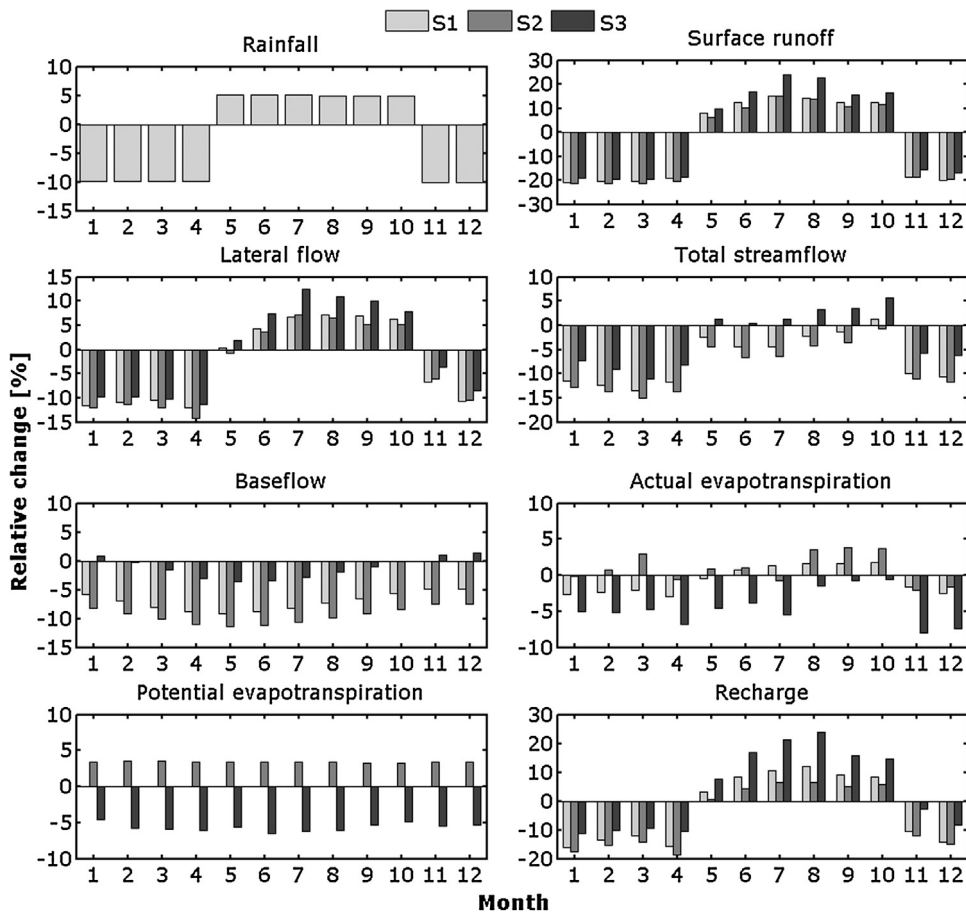 S1 S2 S3
Rainfall
10
5
0
-5
-10
-15
1 2 3 4 5 6 7 8 9 10 11 12
Surface runoff
30
20
10
0
-10
-20
-30
1 2 3 4 5 6 7 8 9 10 11 12
Lateral flow
15
10
5
0
-5
-10
-15
1 2 3 4 5 6 7 8 9 10 11 12
Total streamflow
10
5
0
-5
-10
-15
-20
1 2 3 4 5 6 7 8 9 10 11 12
Relative change [%]
Baseflow
10
5
0
-5
-10
-15
1 2 3 4 5 6 7 8 9 10 11 12
Actual evapotranspiration
10
5
0
-5
-10
1 2 3 4 5 6 7 8 9 10 11 12
Potential evapotranspiration
10
5
0
-5
-10
1 2 3 4 5 6 7 8 9 10 11 12
Recharge
30
20
10
0
-10
-20
1 2 3 4 5 6 7 8 9 10 11 12
Month